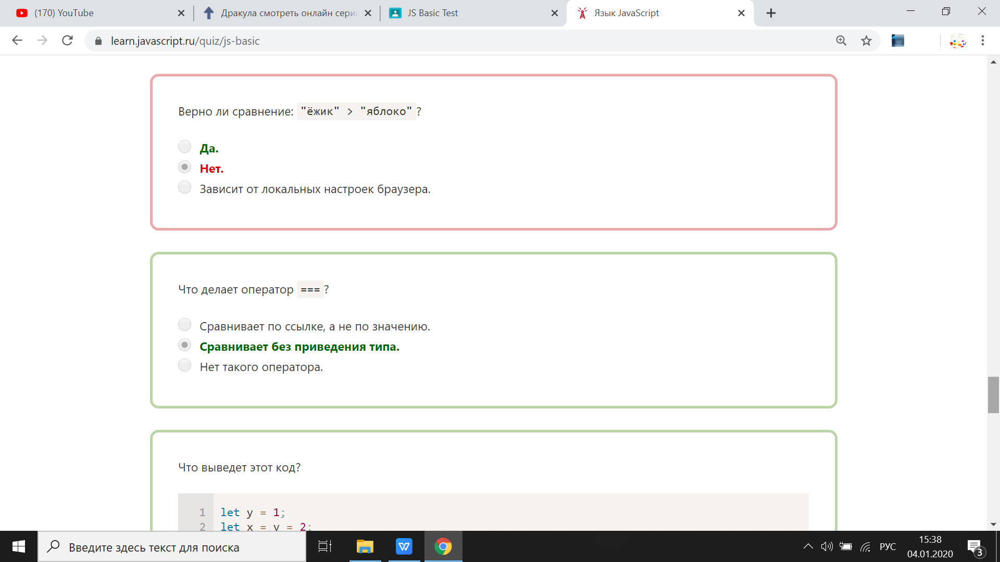 (170) YouTube
Дракула смотреть онлайн сери
JS Basic Test
Язык JavaScript
learn.javascript.ru/quiz/js-basic
Верно ли сравнение: "ёжик" > "яблоко" ?
Да.
Нет.
Зависит от локальных настроек браузера.
Что делает оператор === ?
Сравнивает по ссылке, а не по значению.
Сравнивает без приведения типа.
Нет такого оператора.
Что выведет этот код?
1 let y = 1;
2 let x = y = 2;
Введите здесь текст для поиска
РУС
15:38
04.01.2020
3